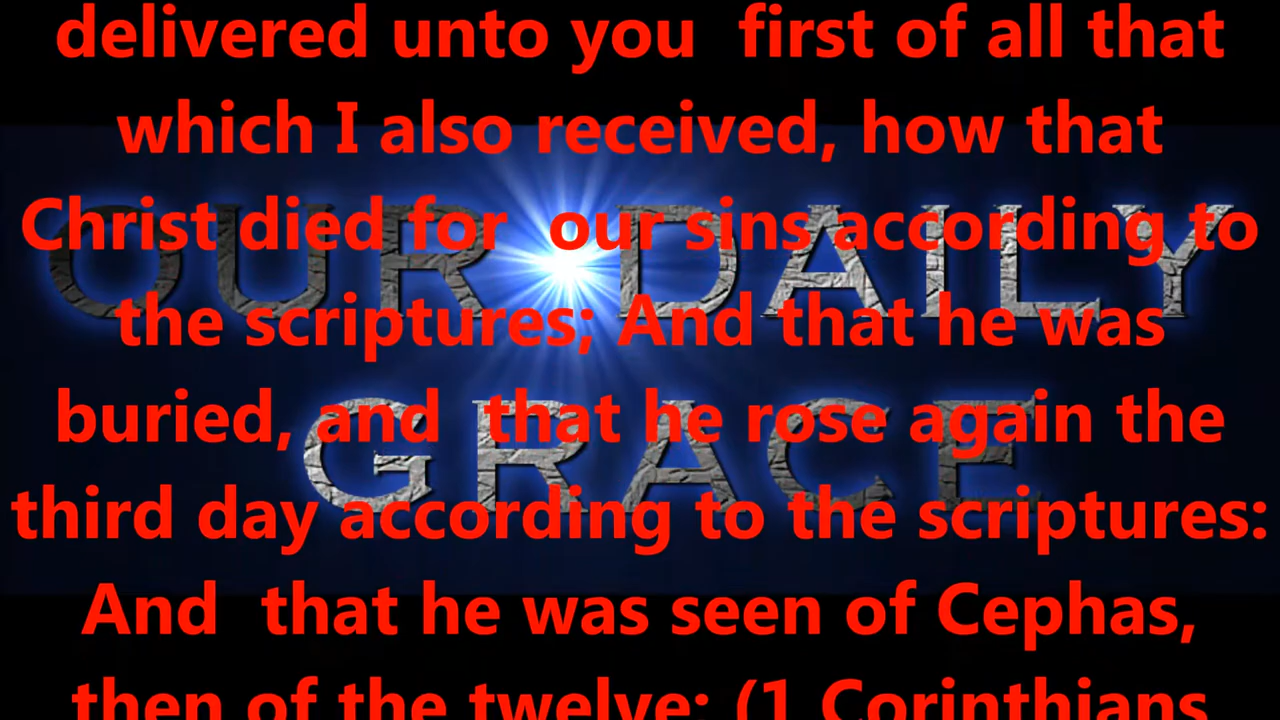 delivered unto you first of all that
which I also received, how that
Christ died for our sins according to
the scriptures; And that he was
buried, and that he rose again the
third day according to the scriptures:
And that he was seen of Cephas,
then of the twelve: (1 Corinthians
OUR DAILY
GRACE